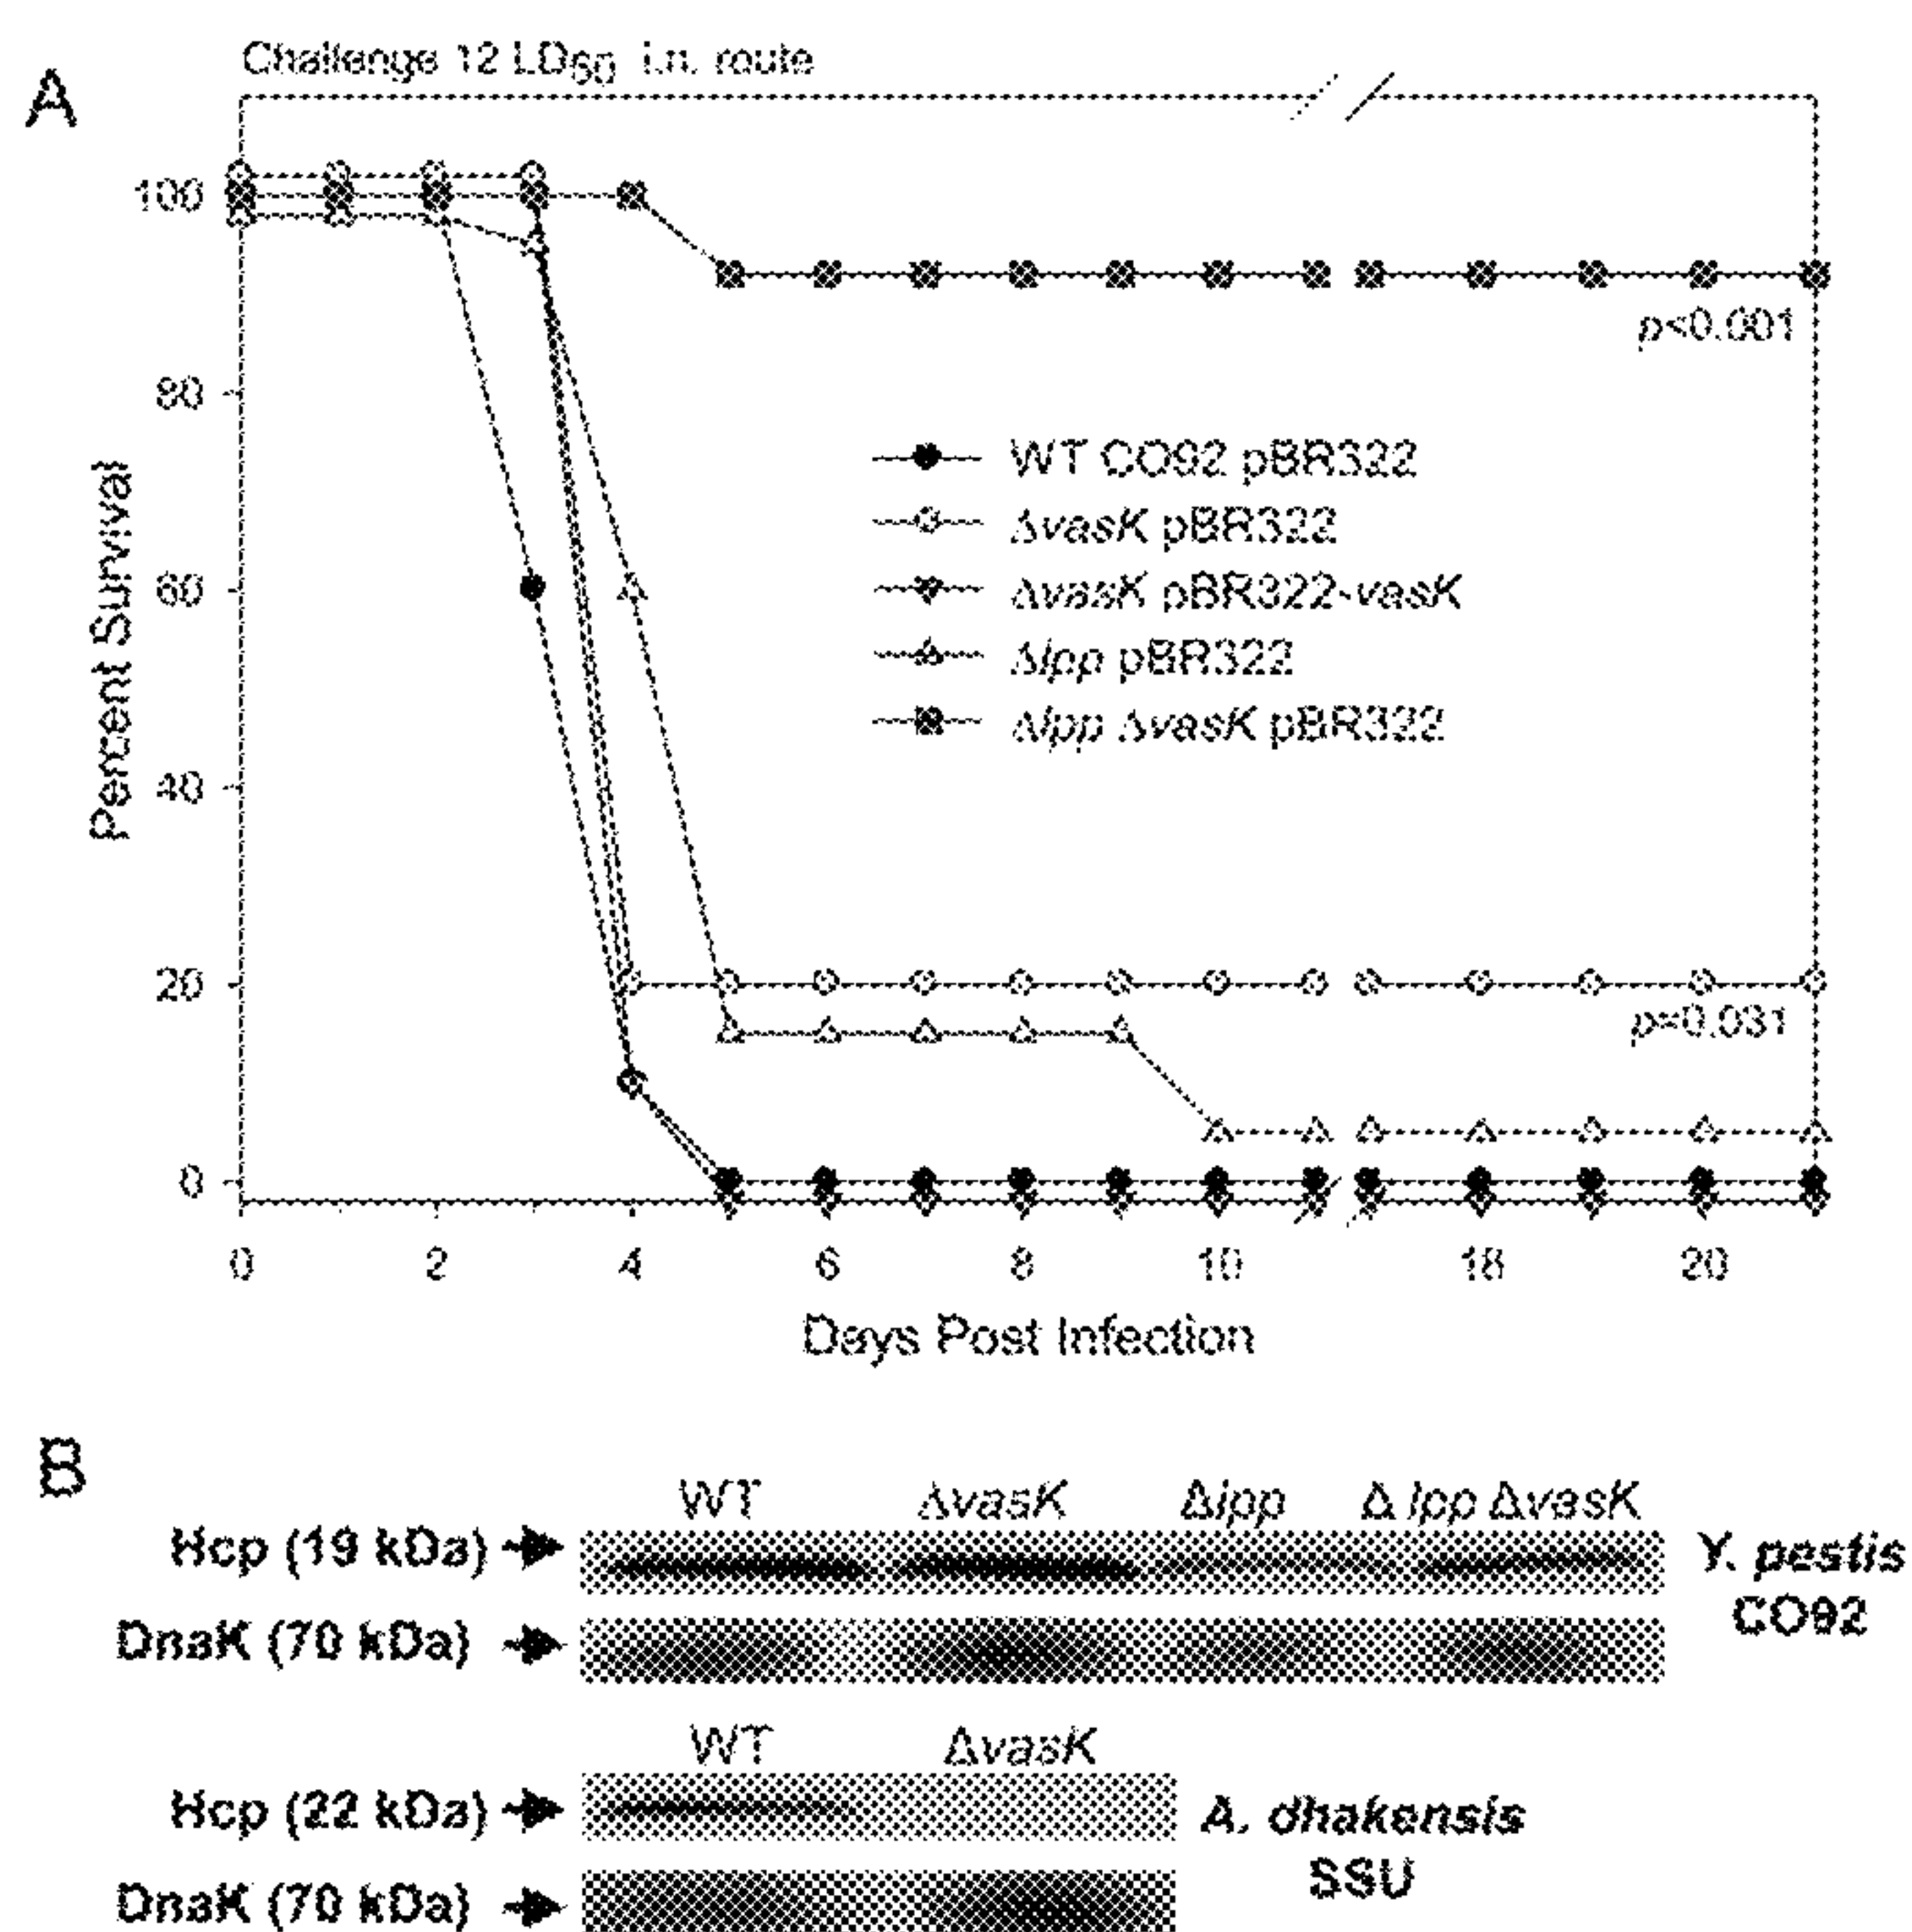 A
Challenge 12 LD50 i.n. route
100
80
60
40
20
0
Percent Survival
p<0.001
WT CO92 pBR322
ΔvasK pBR322
ΔvasK pBR322-vasK
Δlpp pBR322
Δlpp ΔvasK pBR322
p=0.031
0 2 4 6 8 10 18 20
Days Post Infection
B
WT ΔvasK Δlpp Δ lpp ΔvasK
Hcp (19 kDa)
Y. pestis
CO92
DnaK (70 kDa)
WT ΔvasK
Hcp (22 kDa)
A. dhakensis
SSU
DnaK (70 kDa)